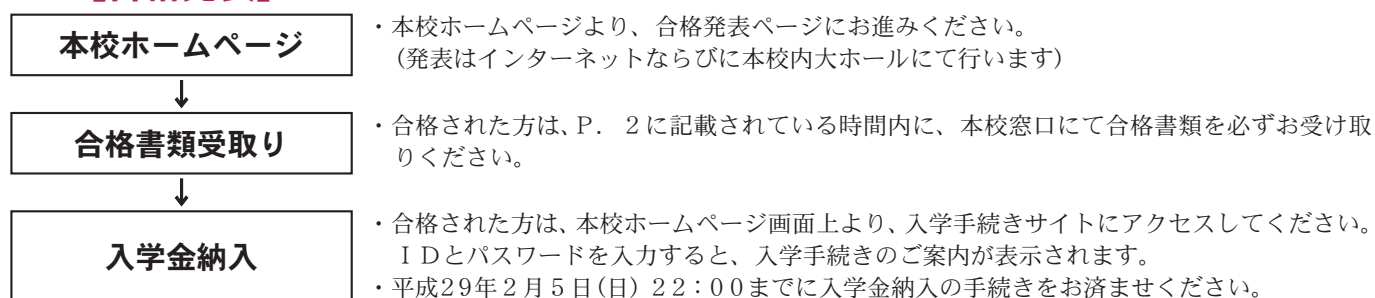 本校ホームページ
・本校ホームページより、合格発表ページにお進みください。
(発表はインターネットならびに本校内大ホールにて行います)
↓
合格書類受取り
・合格された方は、P. 2に記載されている時間内に、本校窓口にて合格書類を必ずお受け取
りください。
↓
入学金納入
・合格された方は、本校ホームページ画面上より、入学手続きサイトにアクセスしてください。
IDとパスワードを入力すると、入学手続きのご案内が表示されます。
・平成29年2月5日(日) 22:00までに入学金納入の手続きをお済ませください。